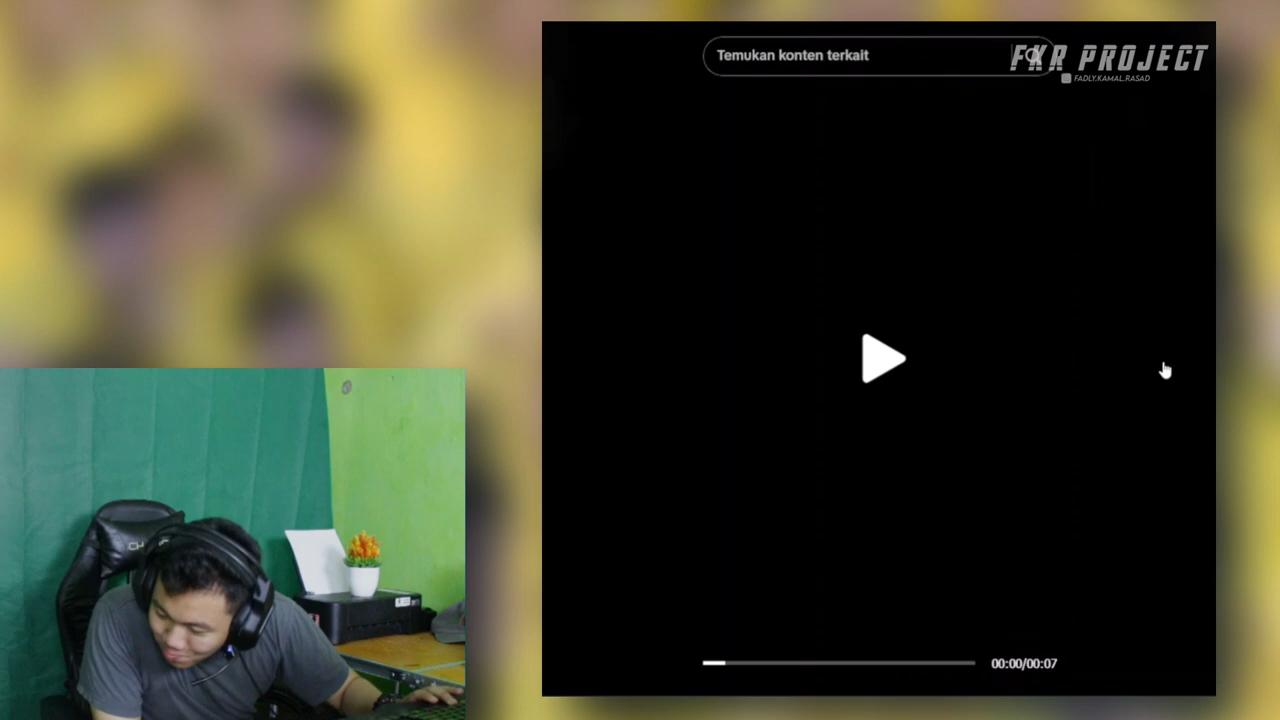 Temukan konten terkait
FKR PROJECT
FADLY.KAMAL.RASAD
00:00/00:07